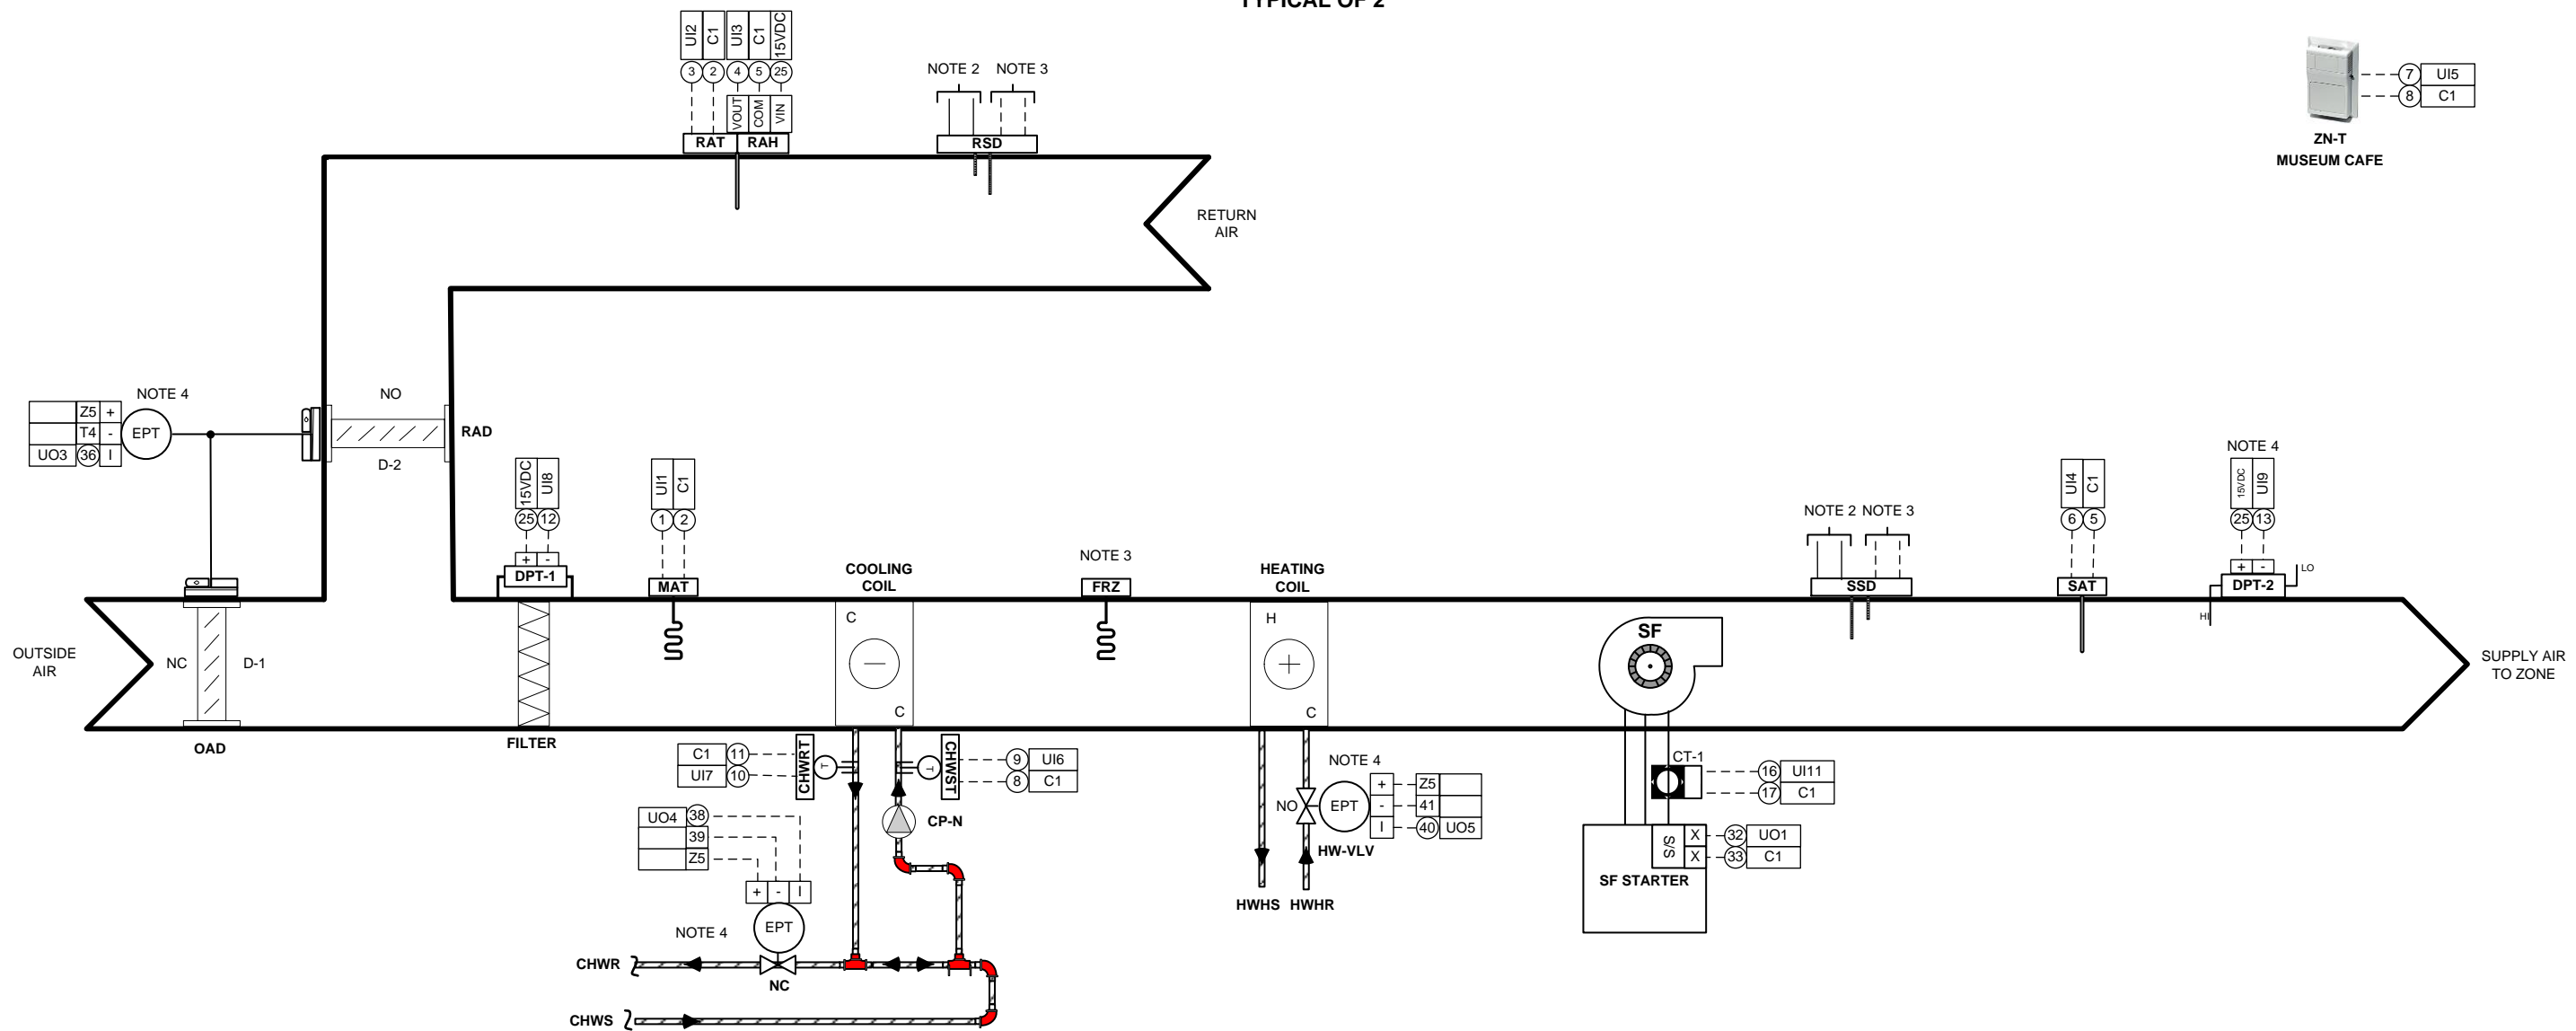 TYPICAL OF 2
UI2 C1 UI3 C1 15VDC
3 2 4 5 25
VOUT COM VIN
RAT RAH
NOTE 2 NOTE 3
RSD
7 UI5
8 C1
ZN-T
MUSEUM CAFE
RETURN
AIR
NOTE 4
Z5 +
T4 -
UO3 36 I
EPT
NO
RAD
D-2
15VDC UI8
25 12
+ -
DPT-1
UI1 C1
1 2
MAT
COOLING
COIL
NOTE 3
FRZ
HEATING
COIL
NOTE 2 NOTE 3
SSD
UI4 C1
6 5
SAT
NOTE 4
15VDC UI9
25 13
+ -
DPT-2
LO
HI
OUTSIDE
AIR
NC
D-1
C
C
H
C
SF
SUPPLY AIR
TO ZONE
OAD
FILTER
C1 11
UI7 10
CHWRT
T
T
CHWST
9 UI6
8 C1
NOTE 4
NO
EPT
+ Z5
- 41
I 40 UO5
HW-VLV
CT-1
16 UI11
17 C1
UO4 38
39
Z5
CP-N
S/S
X 32 UO1
X 33 C1
SF STARTER
+ - I
EPT
NOTE 4
HWHS HWHR
CHWR
NC
CHWS